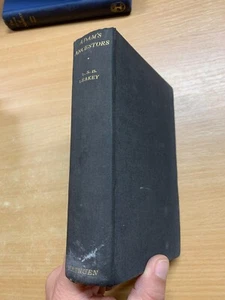 ADAM'S
ANCESTORS
L. S. B.
LEAKEY
METHUEN